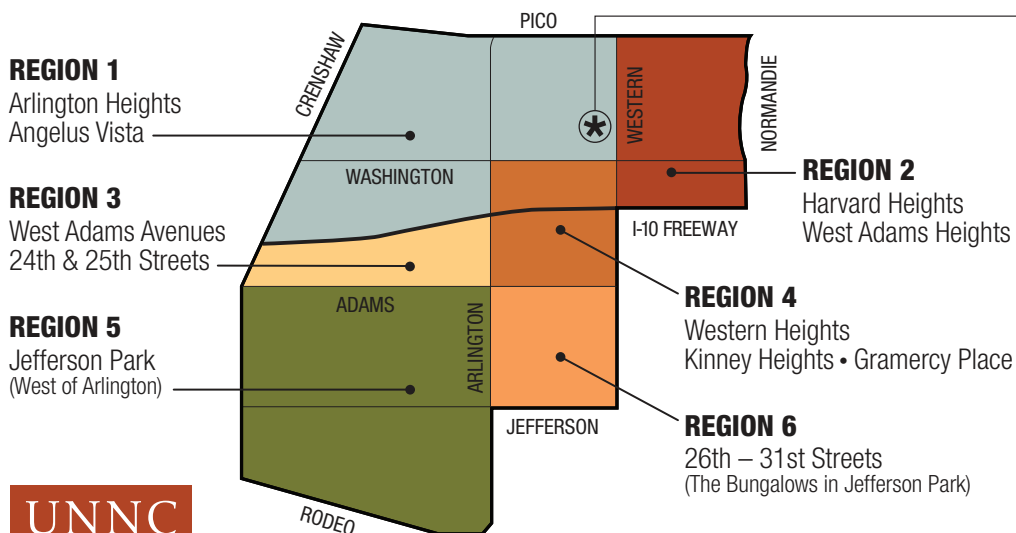 PICO
CRENSHAW
WESTERN
NORMANDIE
REGION 1
Arlington Heights
Angelus Vista
*
WASHINGTON
REGION 2
Harvard Heights
West Adams Heights
REGION 3
West Adams Avenues
24th & 25th Streets
I-10 FREEWAY
ADAMS
ARLINGTON
REGION 4
Western Heights
Kinney Heights • Gramercy Place
REGION 5
Jefferson Park
(West of Arlington)
JEFFERSON
REGION 6
26th – 31st Streets
(The Bungalows in Jefferson Park)
RODEO
UNNC